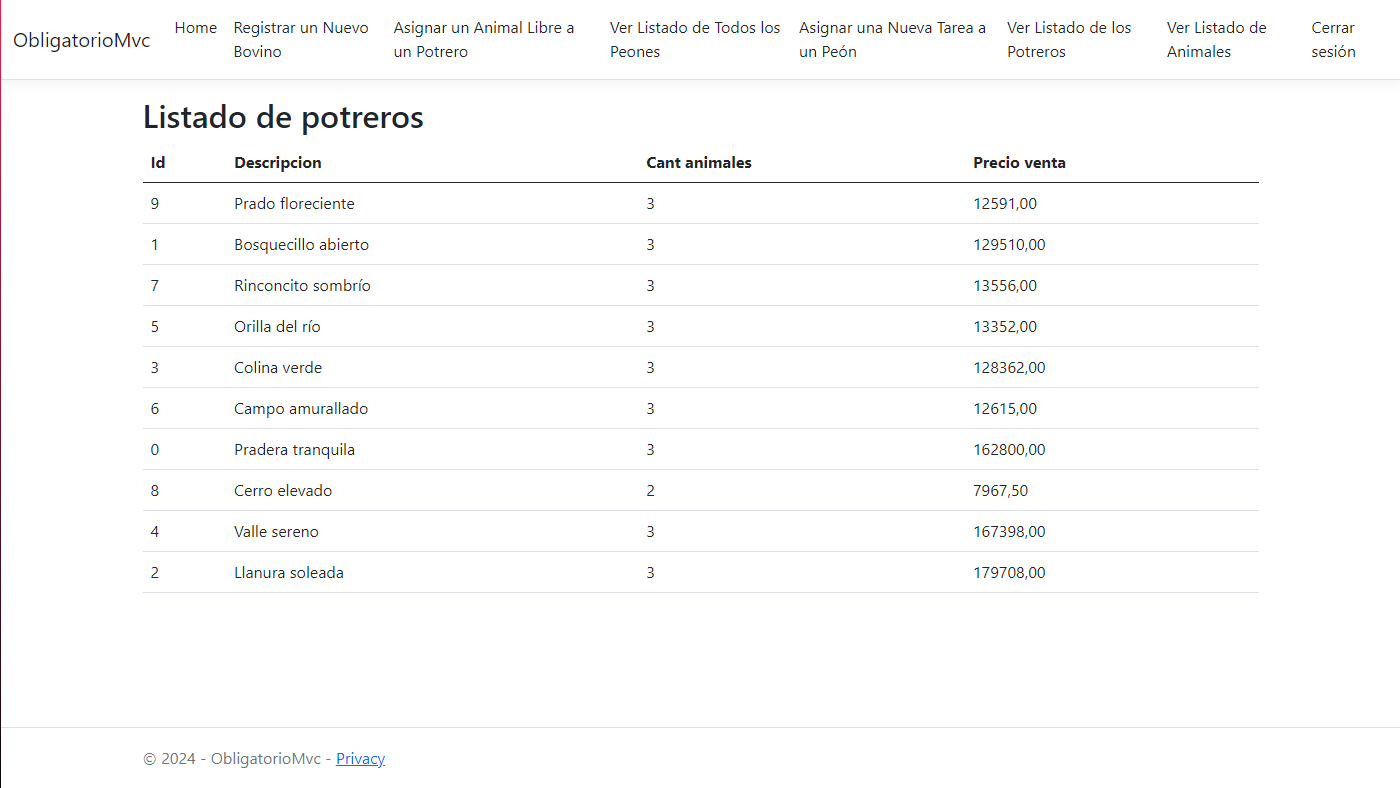 ObligatorioMvc
Home
Registrar un Nuevo
Bovino
Asignar un Animal Libre a
un Potrero
Ver Listado de Todos los
Peones
Asignar una Nueva Tarea a
un Peón
Ver Listado de los
Potreros
Ver Listado de
Animales
Cerrar
sesión
Listado de potreros
Id Descripcion Cant animales Precio venta
9 Prado floreciente 3 12591,00
1 Bosquecillo abierto 3 129510,00
7 Rinconcito sombrío 3 13556,00
5 Orilla del río 3 13352,00
3 Colina verde 3 128362,00
6 Campo amurallado 3 12615,00
0 Pradera tranquila 3 162800,00
8 Cerro elevado 2 7967,50
4 Valle sereno 3 167398,00
2 Llanura soleada 3 179708,00
© 2024 - ObligatorioMvc - Privacy